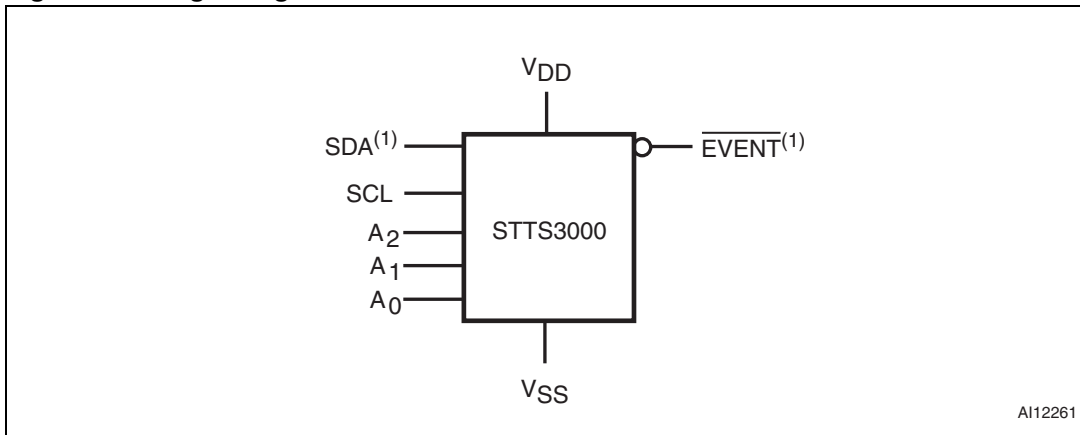 VDD
SDA(1)
EVENT(1)
SCL
A2
STTS3000
A1
A0
VSS
AI12261